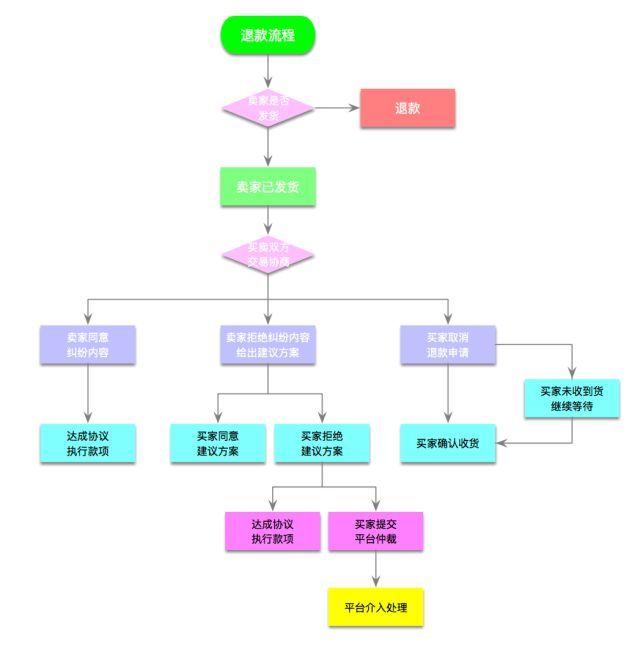 退款流程
卖家是否
发货
退款
卖家已发货
买卖双方
交易协商
卖家同意
纠纷内容
卖家拒绝纠纷内容
给出建议方案
买家取消
退款申请
买家未收到货
继续等待
达成协议
执行款项
买家同意
建议方案
买家拒绝
建议方案
买家确认收货
达成协议
执行款项
买家提交
平台仲裁
平台介入处理